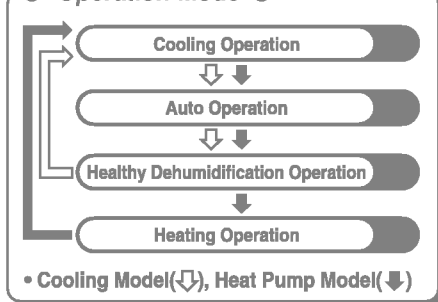 Operation Mode
Cooling Operation
Auto Operation
Healthy Dehumidification Operation
Heating Operation
• Cooling Model(⇩), Heat Pump Model(🡇)